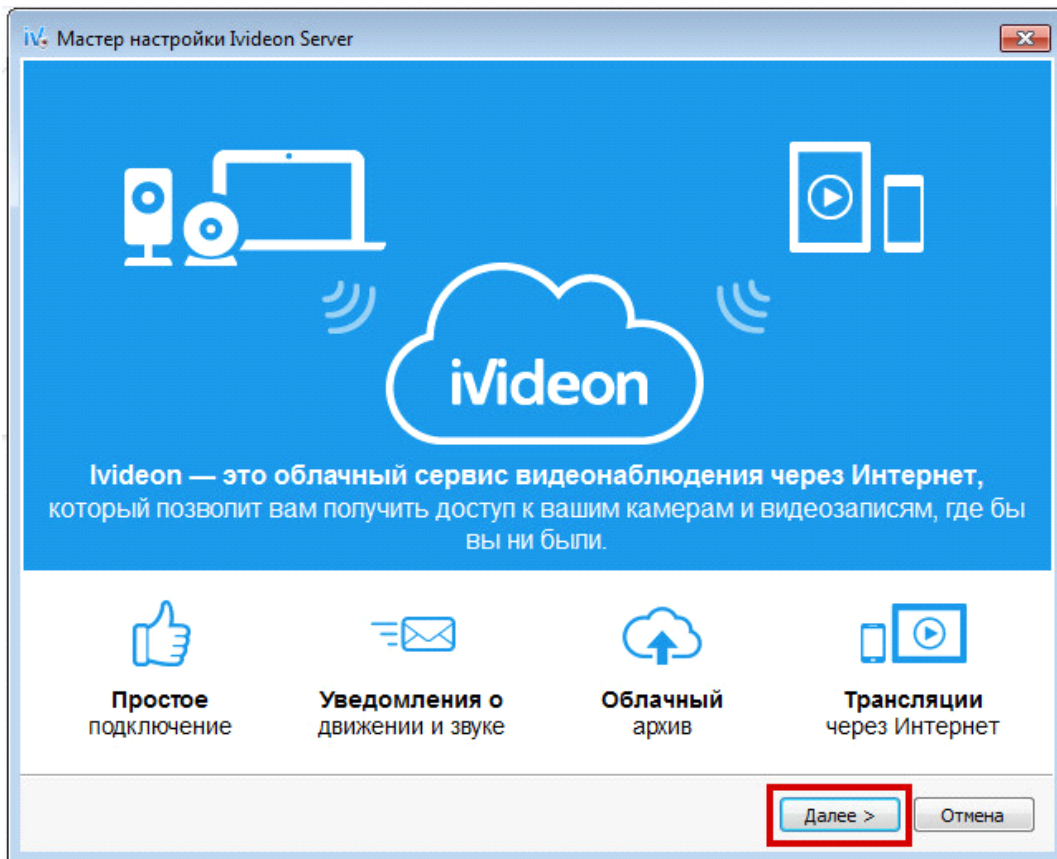 Мастер настройки Ivideon Server
iVideon
Ivideon — это облачный сервис видеонаблюдения через Интернет,
который позволит вам получить доступ к вашим камерам и видеозаписям, где бы
вы ни были.
Простое
подключение
Уведомления о
движении и звуке
Облачный
архив
Трансляции
через Интернет
Далее >
Отмена